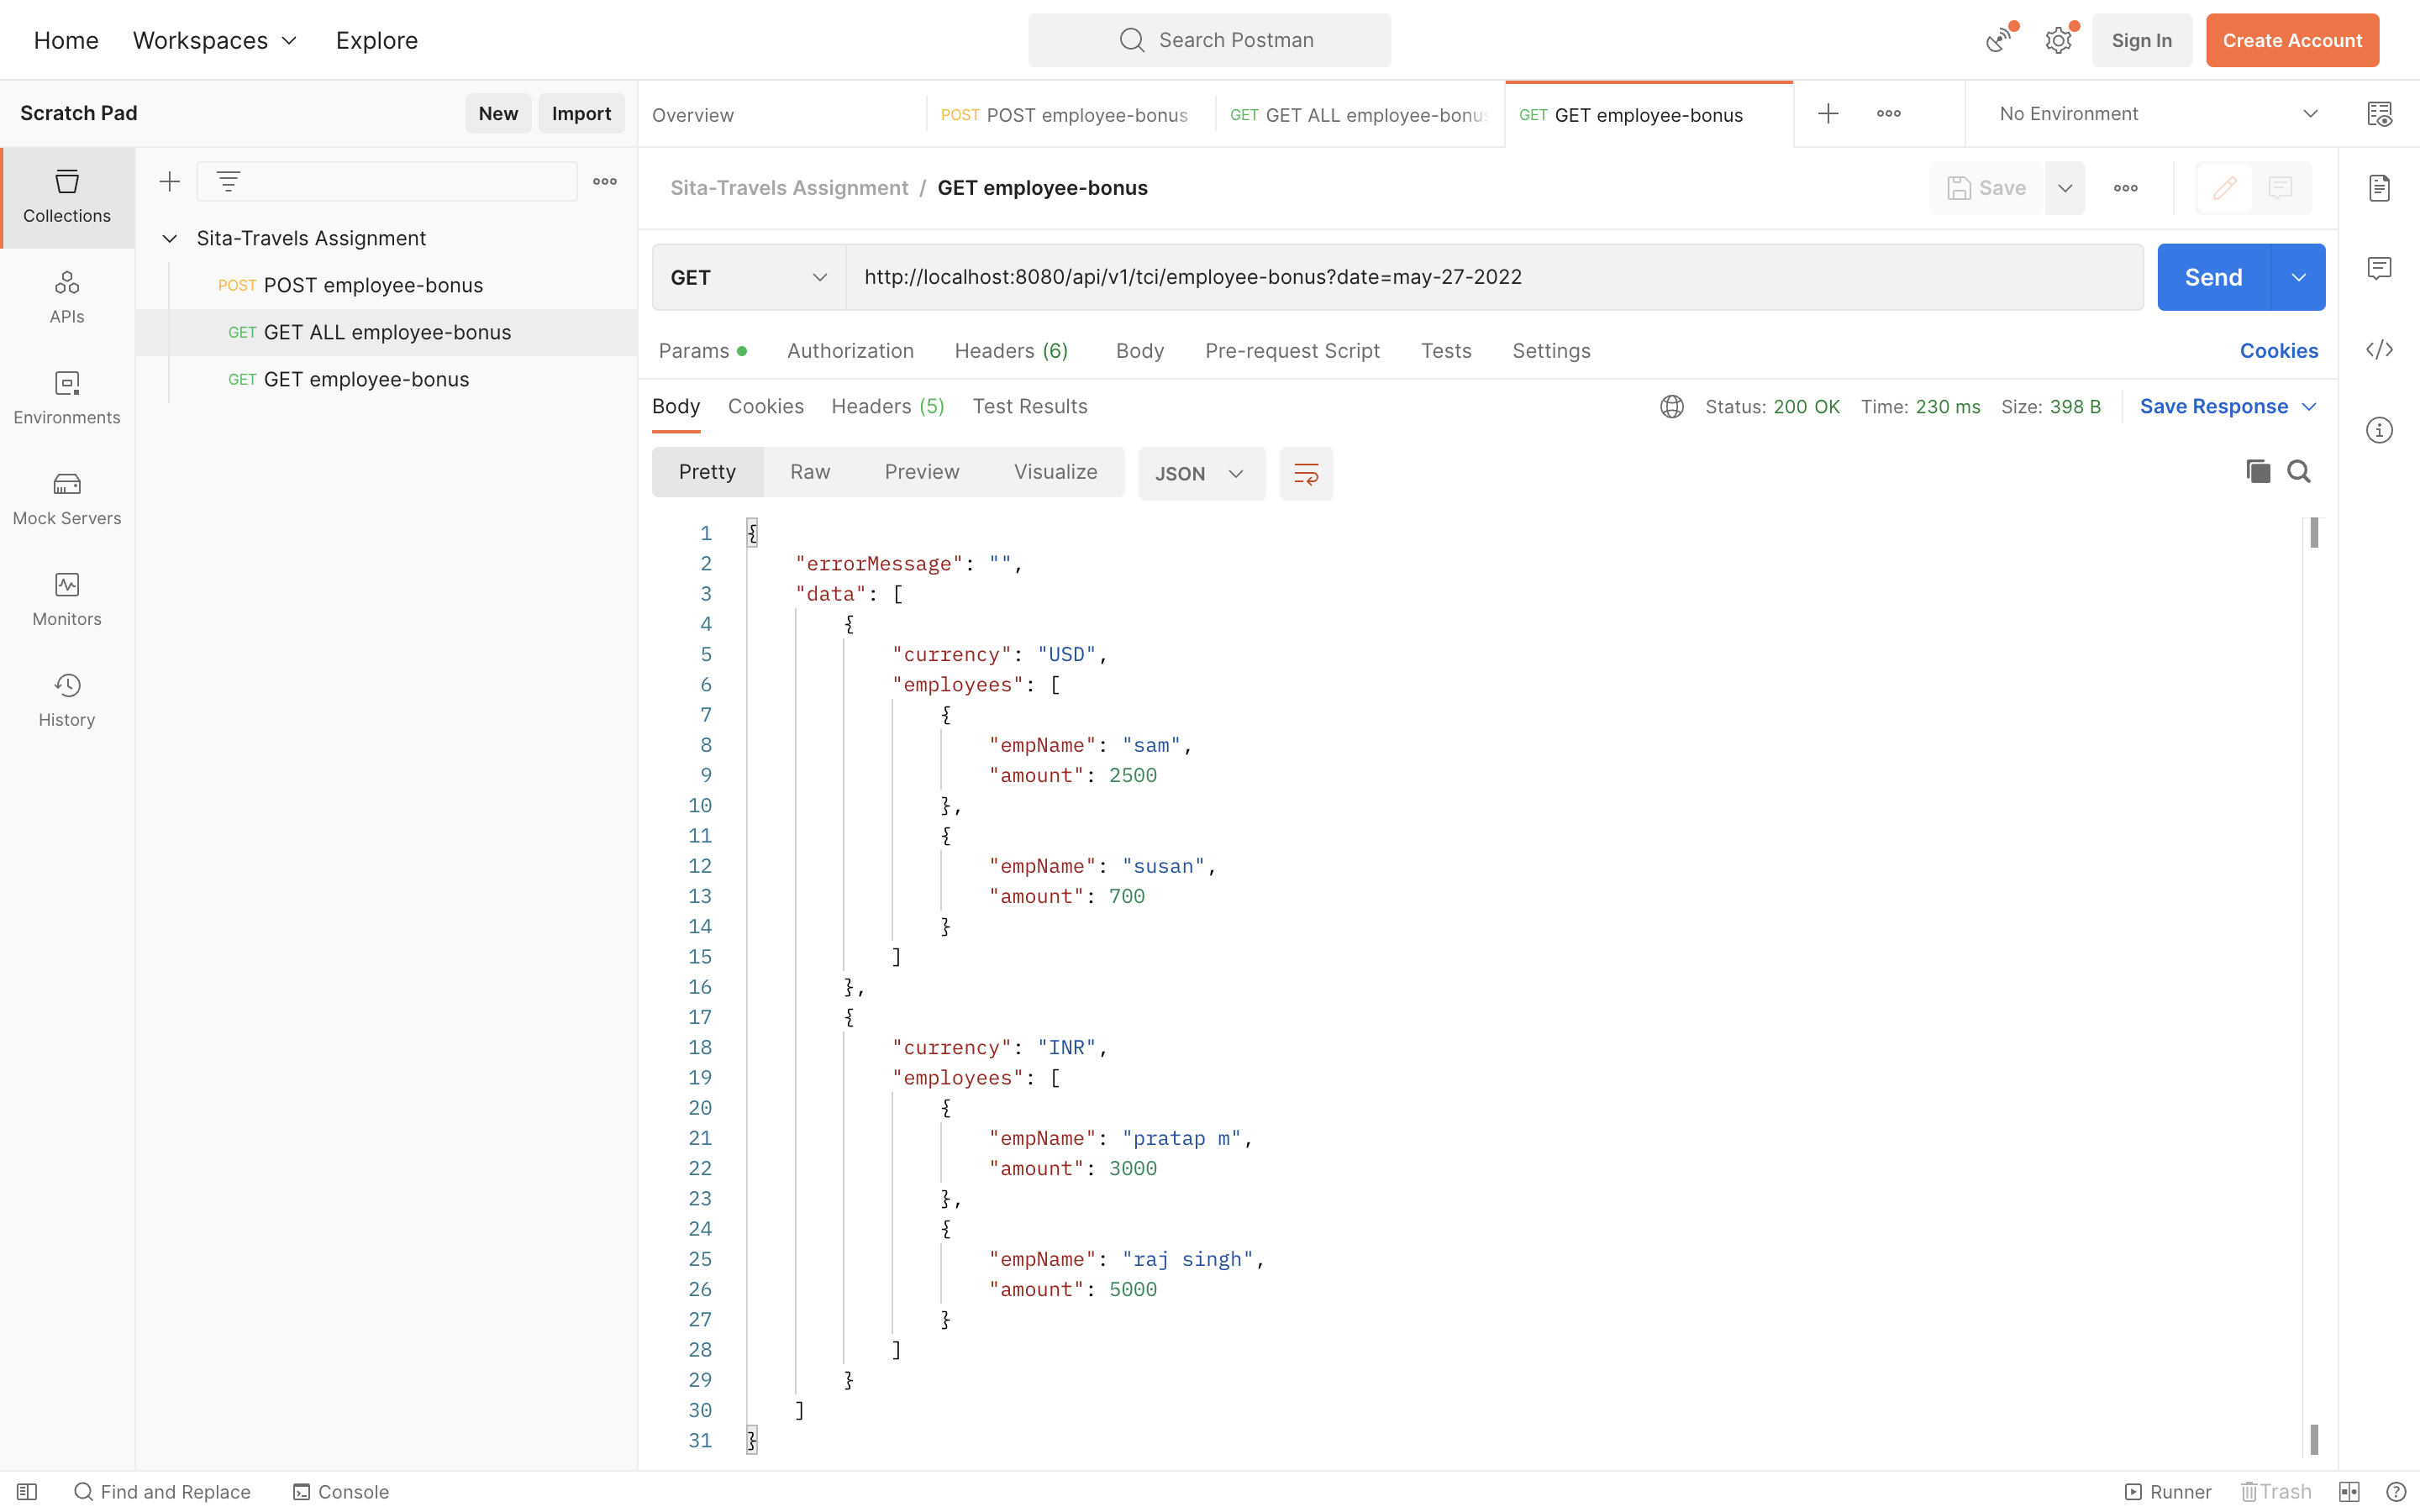 Home Workspaces Explore Search Postman Sign In Create Account
Scratch Pad New Import
Overview POST POST employee-bonus GET GET ALL employee-bonus GET GET employee-bonus No Environment
Collections
APIs
Environments
Mock Servers
Monitors
History
Sita-Travels Assignment
POST POST employee-bonus
GET GET ALL employee-bonus
GET GET employee-bonus
Sita-Travels Assignment / GET employee-bonus Save
GET http://localhost:8080/api/v1/tci/employee-bonus?date=may-27-2022 Send
Params Authorization Headers (6) Body Pre-request Script Tests Settings Cookies
Body Cookies Headers (5) Test Results Status: 200 OK Time: 230 ms Size: 398 B Save Response
Pretty Raw Preview Visualize JSON
1 {
2 "errorMessage": "",
3 "data": [
4 {
5 "currency": "USD",
6 "employees": [
7 {
8 "empName": "sam",
9 "amount": 2500
10 },
11 {
12 "empName": "susan",
13 "amount": 700
14 }
15 ]
16 },
17 {
18 "currency": "INR",
19 "employees": [
20 {
21 "empName": "pratap m",
22 "amount": 3000
23 },
24 {
25 "empName": "raj singh",
26 "amount": 5000
27 }
28 ]
29 }
30 ]
31 }
Find and Replace Console Runner Trash